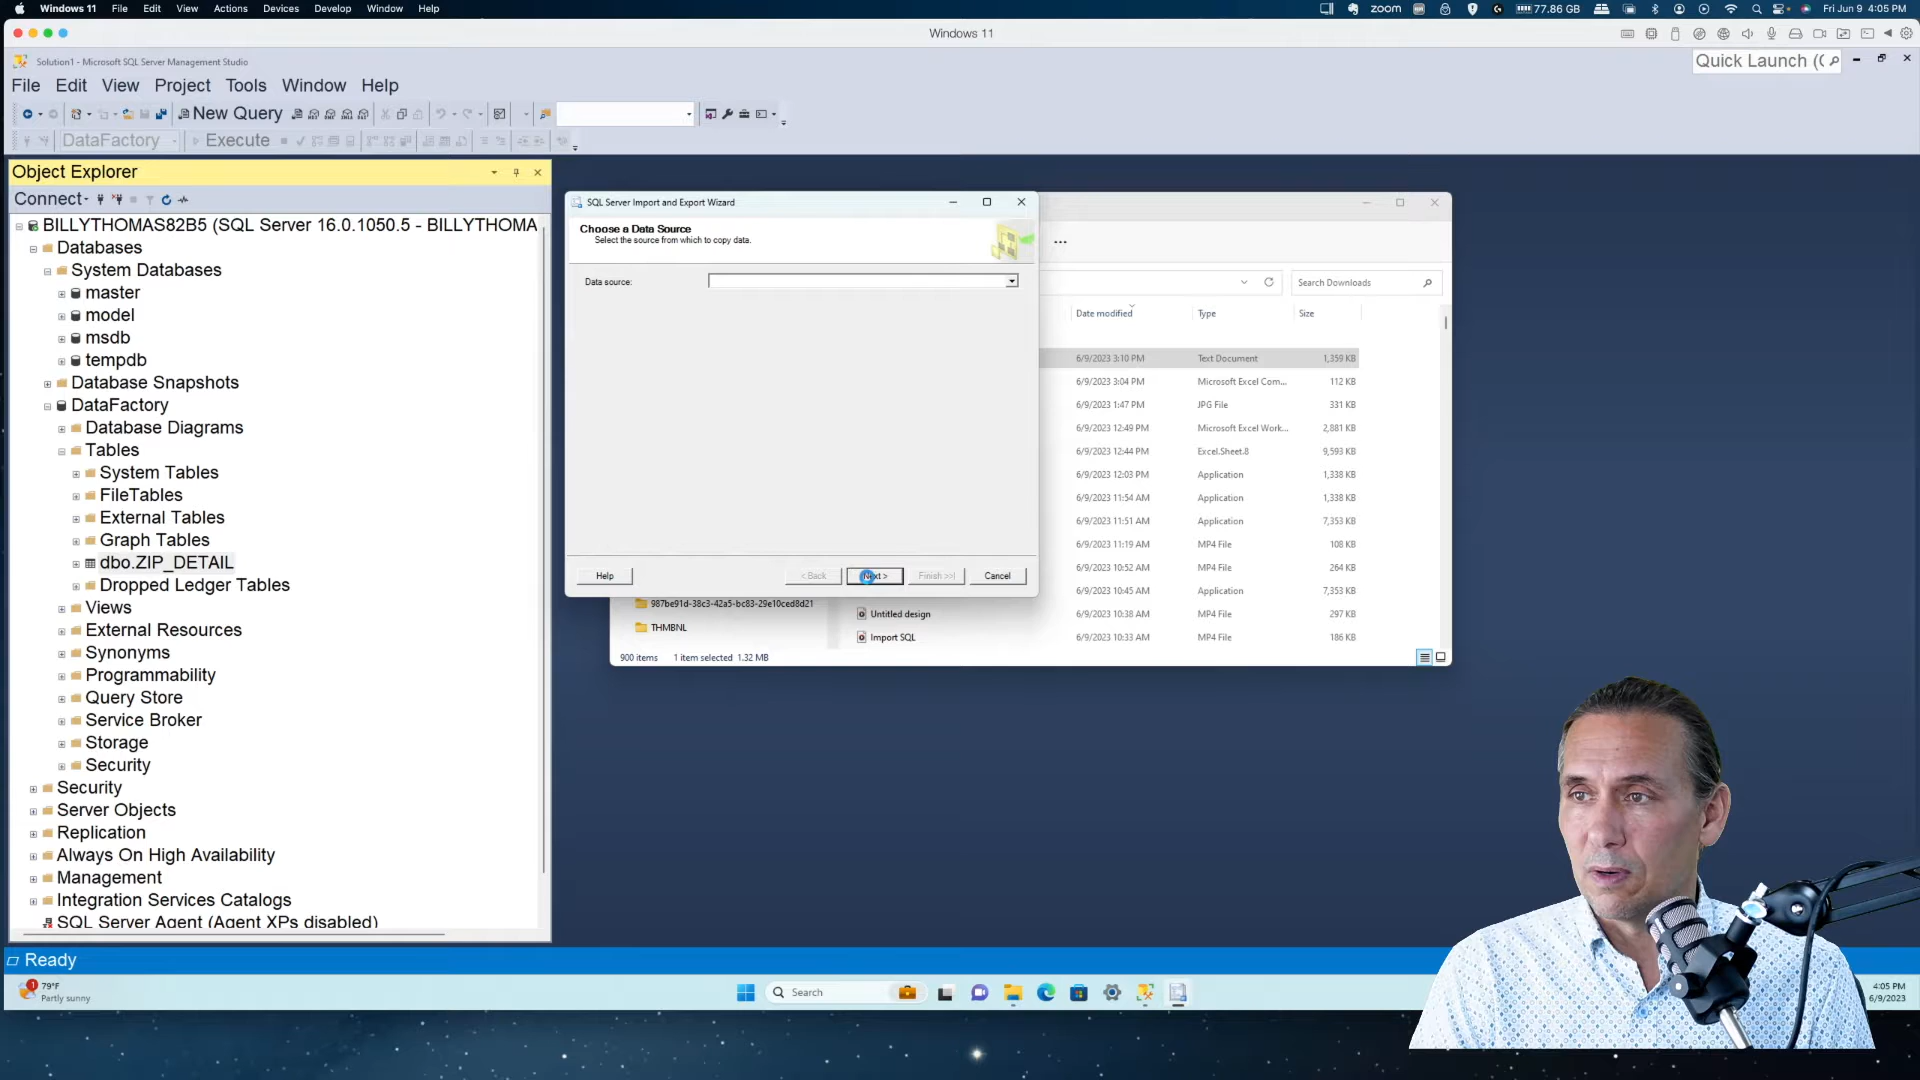 Windows 11 File Edit View Actions Devices Develop Window Help
zoom 77.86 GB Fri Jun 9 4:05 PM
Windows 11
Solution1 - Microsoft SQL Server Management Studio
Quick Launch
File Edit View Project Tools Window Help
New Query
DataFactory Execute
Object Explorer
Connect
BILLYTHOMAS82B5 (SQL Server 16.0.1050.5 - BILLYTHOMA
Databases
System Databases
master
model
msdb
tempdb
Database Snapshots
DataFactory
Database Diagrams
Tables
System Tables
FileTables
External Tables
Graph Tables
dbo.ZIP_DETAIL
Dropped Ledger Tables
Views
External Resources
Synonyms
Programmability
Query Store
Service Broker
Storage
Security
Security
Server Objects
Replication
Always On High Availability
Management
Integration Services Catalogs
SQL Server Agent (Agent XPs disabled)
SQL Server Import and Export Wizard
Choose a Data Source
Select the source from which to copy data.
Data source:
Help < Back Next > Finish >>| Cancel
Search Downloads
Date modified Type Size
6/9/2023 3:10 PM Text Document 1,359 KB
6/9/2023 3:04 PM Microsoft Excel Com... 112 KB
6/9/2023 1:47 PM JPG File 331 KB
6/9/2023 12:49 PM Microsoft Excel Work... 2,881 KB
6/9/2023 12:44 PM Excel.Sheet.8 9,593 KB
6/9/2023 12:03 PM Application 1,338 KB
6/9/2023 11:54 AM Application 1,338 KB
6/9/2023 11:51 AM Application 7,353 KB
6/9/2023 11:19 AM MP4 File 108 KB
6/9/2023 10:52 AM MP4 File 264 KB
6/9/2023 10:45 AM Application 7,353 KB
987be91d-38c3-42a5-bc83-29e10ced8d21 Untitled design 6/9/2023 10:38 AM MP4 File 297 KB
THMBNL Import SQL 6/9/2023 10:33 AM MP4 File 186 KB
900 items 1 item selected 1.32 MB
Ready
1 79°F
Partly sunny
Search
4:05 PM
6/9/2023